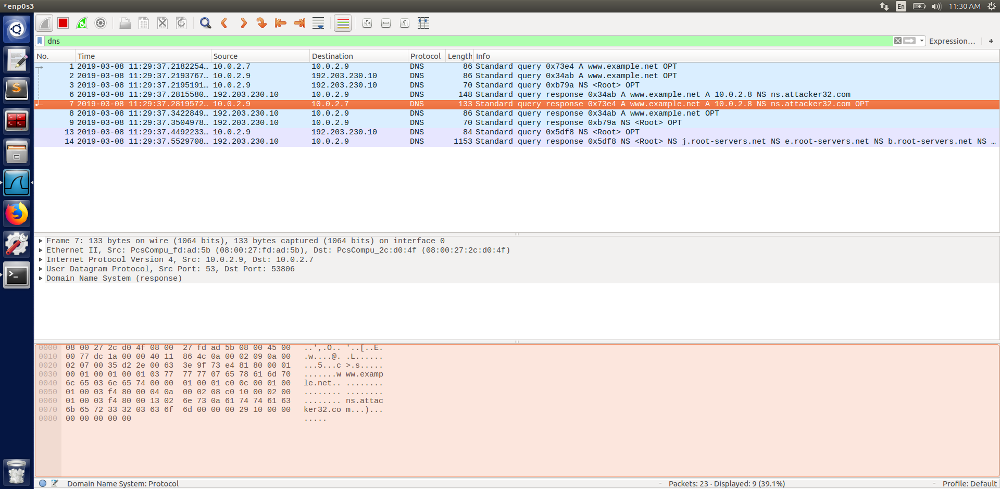 *enp0s3
En
11:30 AM
dns
Expression…
+
No. Time Source Destination Protocol Length Info
1 2019-03-08 11:29:37.2182254… 10.0.2.7 10.0.2.9 DNS 86 Standard query 0x73e4 A www.example.net OPT
2 2019-03-08 11:29:37.2193767… 10.0.2.9 192.203.230.10 DNS 86 Standard query 0x34ab A www.example.net OPT
3 2019-03-08 11:29:37.2195191… 10.0.2.9 192.203.230.10 DNS 70 Standard query 0xb79a NS <Root> OPT
6 2019-03-08 11:29:37.2815580… 192.203.230.10 10.0.2.9 DNS 148 Standard query response 0x34ab A www.example.net A 10.0.2.8 NS ns.attacker32.com
7 2019-03-08 11:29:37.2819572… 10.0.2.9 10.0.2.7 DNS 133 Standard query response 0x73e4 A www.example.net A 10.0.2.8 NS ns.attacker32.com OPT
8 2019-03-08 11:29:37.3422849… 192.203.230.10 10.0.2.9 DNS 86 Standard query response 0x34ab A www.example.net OPT
9 2019-03-08 11:29:37.3504978… 192.203.230.10 10.0.2.9 DNS 70 Standard query response 0xb79a NS <Root> OPT
13 2019-03-08 11:29:37.4492233… 10.0.2.9 192.203.230.10 DNS 84 Standard query 0x5df8 NS <Root> OPT
14 2019-03-08 11:29:37.5529708… 192.203.230.10 10.0.2.9 DNS 1153 Standard query response 0x5df8 NS <Root> NS j.root-servers.net NS e.root-servers.net NS b.root-servers.net NS …
Frame 7: 133 bytes on wire (1064 bits), 133 bytes captured (1064 bits) on interface 0
Ethernet II, Src: PcsCompu_fd:ad:5b (08:00:27:fd:ad:5b), Dst: PcsCompu_2c:d0:4f (08:00:27:2c:d0:4f)
Internet Protocol Version 4, Src: 10.0.2.9, Dst: 10.0.2.7
User Datagram Protocol, Src Port: 53, Dst Port: 53806
Domain Name System (response)
0000 08 00 27 2c d0 4f 08 00 27 fd ad 5b 08 00 45 00 ..',.O.. '..[..E.
0010 00 77 dc 1a 00 00 40 11 86 4c 0a 00 02 09 0a 00 .w....@. .L......
0020 02 07 00 35 d2 2e 00 63 3e 9f 73 e4 81 80 00 01 ...5...c >.s.....
0030 00 01 00 01 00 01 03 77 77 77 07 65 78 61 6d 70 .......w ww.examp
0040 6c 65 03 6e 65 74 00 00 01 00 01 c0 0c 00 01 00 le.net.. ........
0050 01 00 03 f4 80 00 04 0a 00 02 08 c0 10 00 02 00 ........ ........
0060 01 00 03 f4 80 00 13 02 6e 73 0a 61 74 74 61 63 ........ ns.attac
0070 6b 65 72 33 32 03 63 6f 6d 00 00 00 29 10 00 00 ker32.co m...)...
0080 00 00 00 00 00 .....
Domain Name System: Protocol
Packets: 23 · Displayed: 9 (39.1%)
Profile: Default